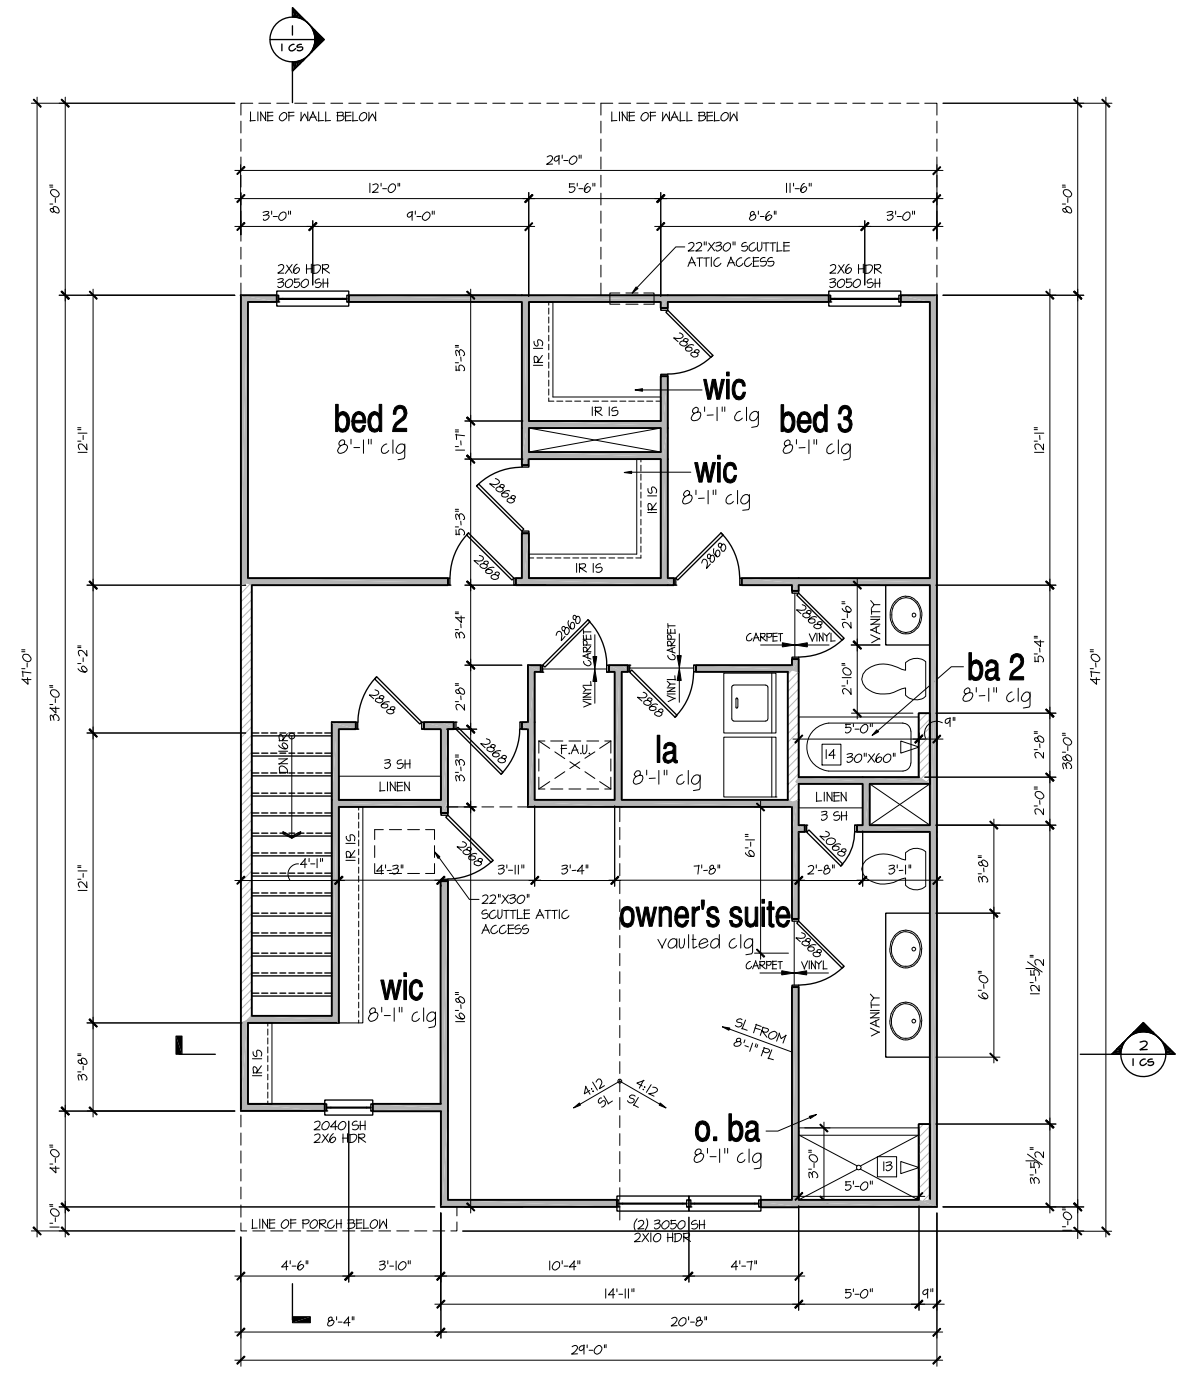 1
1 CS
LINE OF WALL BELOW
LINE OF WALL BELOW
29'-0"
12'-0"
5'-6"
11'-6"
3'-0"
9'-0"
8'-6"
3'-0"
8'-0"
8'-0"
22"X30" SCUTTLE
ATTIC ACCESS
2X6 HDR
3050 SH
2X6 HDR
3050 SH
5'-3"
IR IS
2868
wic
8'-1" clg
IR IS
bed 2
8'-1" clg
bed 3
8'-1" clg
12'-1"
12'-1"
1'-7"
wic
8'-1" clg
2868
IR IS
5'-3"
IR IS
2868
2868
47'-0"
34'-0"
6'-2"
3'-4"
2868
CARPET
VINYL
CARPET
VINYL
2868
CARPET
VINYL
2868
2'-6"
VANITY
5'-4"
47'-0"
38'-0"
ba 2
8'-1" clg
2'-10"
2868
2'-8"
2868
5'-0"
9"
14
30"X60"
2'-8"
DN 16R
3 SH
LINEN
3'-3"
F.A.U.
la
8'-1" clg
LINEN
3 SH
2'-0"
IR IS
2868
6'-1"
2068
4'-1"
4'-3"
3'-11"
3'-4"
7'-8"
2'-8"
3'-1"
3'-8"
12'-1"
22"X30"
SCUTTLE ATTIC
ACCESS
owner's suite
vaulted clg
2868
CARPET
VINYL
wic
8'-1" clg
16'-8"
VANITY
6'-0"
12'-5½"
SL FROM
8'-1" PL
2
1 CS
IR IS
3'-8"
4:12
SL
4:12
SL
2040 SH
2X6 HDR
o. ba
8'-1" clg
3'-0"
13
5'-0"
3'-5½"
4'-0"
1'-0"
1'-0"
LINE OF PORCH BELOW
(2) 3050 SH
2X10 HDR
4'-6"
3'-10"
10'-4"
4'-7"
14'-11"
5'-0"
9"
8'-4"
20'-8"
29'-0"